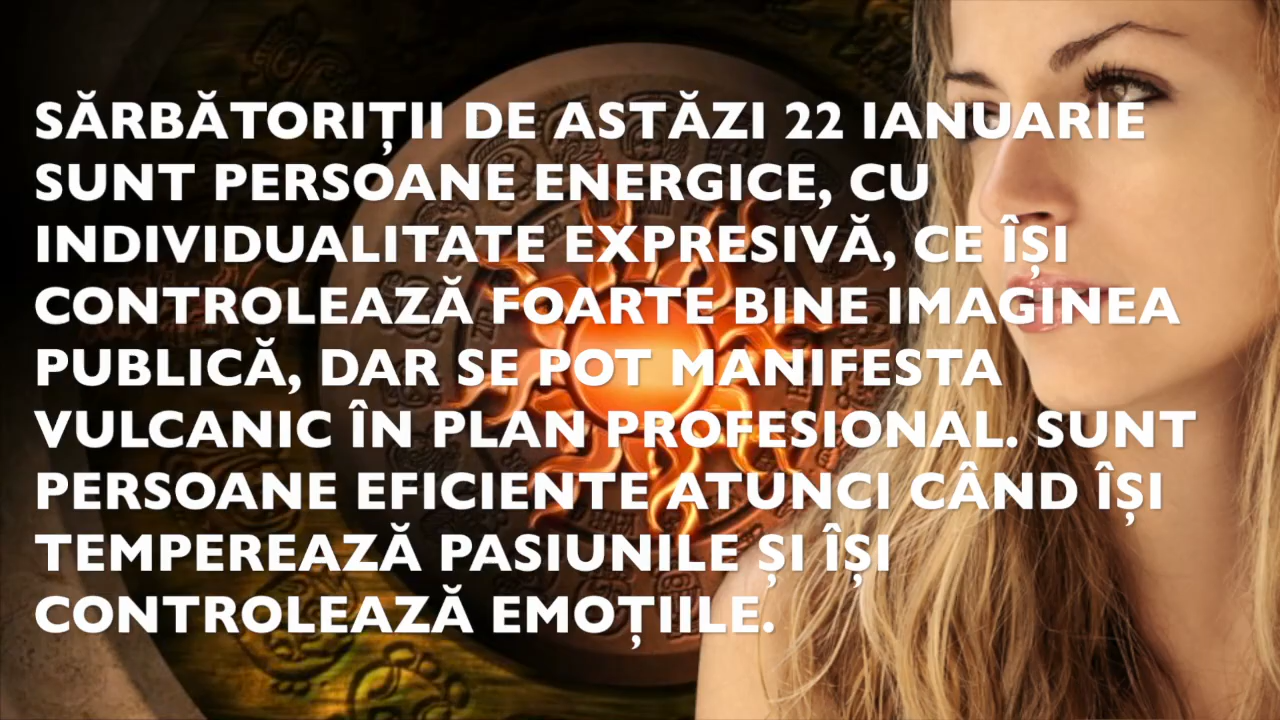 SĂRBĂTORIȚII DE ASTĂZI 22 IANUARIE
SUNT PERSOANE ENERGICE, CU
INDIVIDUALITATE EXPRESIVĂ, CE ÎȘI
CONTROLEAZĂ FOARTE BINE IMAGINEA
PUBLICĂ, DAR SE POT MANIFESTA
VULCANIC ÎN PLAN PROFESIONAL. SUNT
PERSOANE EFICIENTE ATUNCI CÂND ÎȘI
TEMPEREAZĂ PASIUNILE ȘI ÎȘI
CONTROLEAZĂ EMOȚIILE.